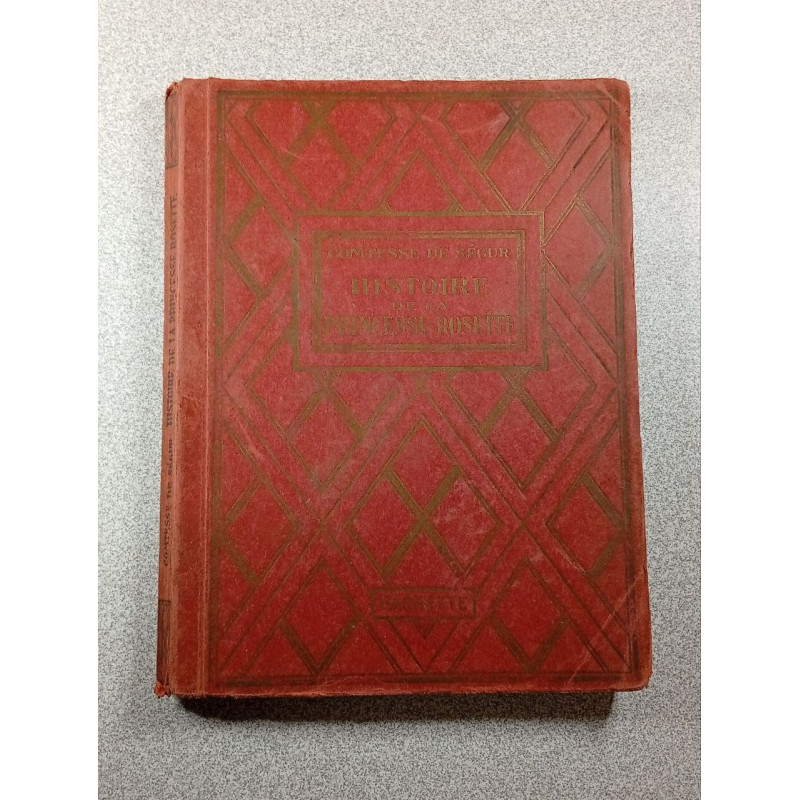 COMTESSE DE SÉGUR
HISTOIRE
DE LA
PRINCESSE ROSETTE
HACHETTE
COMTESSE DE SÉGUR HISTOIRE DE LA PRINCESSE ROSETTE